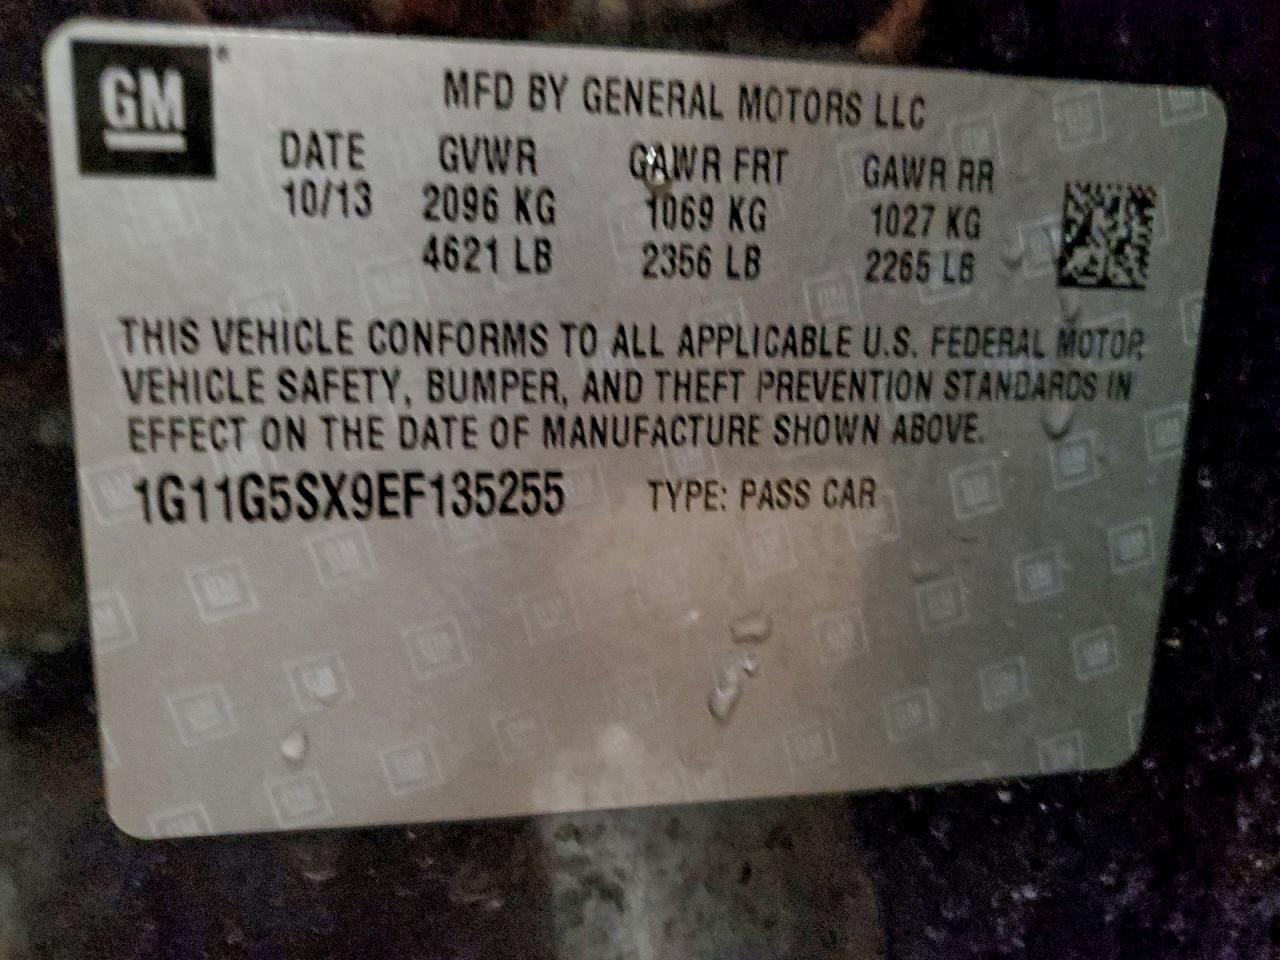 GM
MFD BY GENERAL MOTORS LLC
DATE GVWR GAWR FRT GAWR RR
10/13 2096 KG 1069 KG 1027 KG
4621 LB 2356 LB 2265 LB
THIS VEHICLE CONFORMS TO ALL APPLICABLE U.S. FEDERAL MOTOR
VEHICLE SAFETY, BUMPER, AND THEFT PREVENTION STANDARDS IN
EFFECT ON THE DATE OF MANUFACTURE SHOWN ABOVE.
1G11G5SX9EF135255 TYPE: PASS CAR